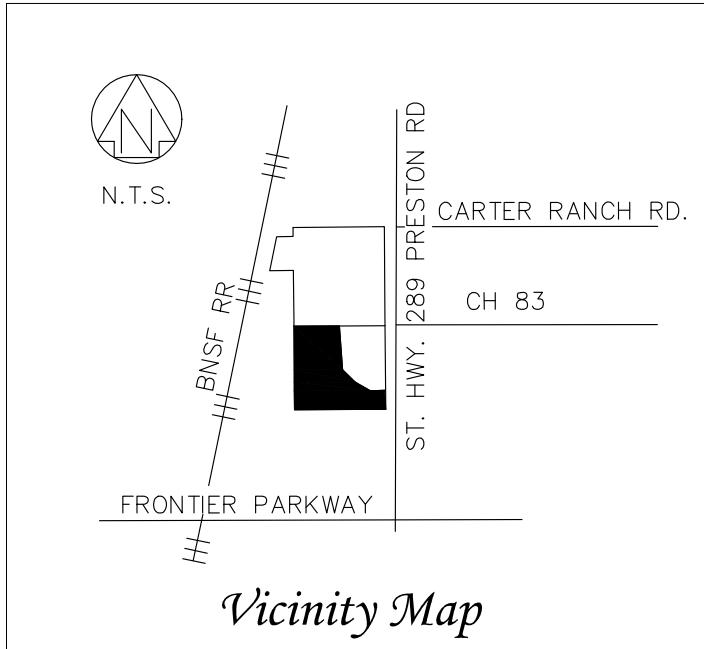 N
N.T.S.
ST. HWY. 289 PRESTON RD
CARTER RANCH RD.
BNSF RR
CH 83
FRONTIER PARKWAY
Vicinity Map